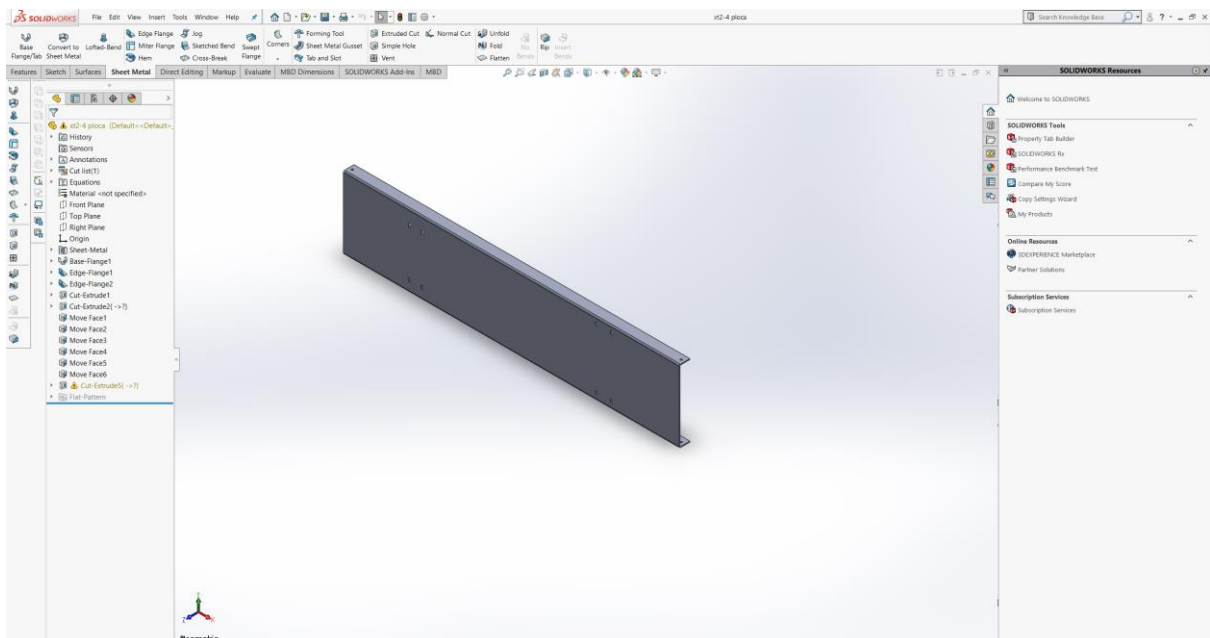 SOLIDWORKS File Edit View Insert Tools Window Help xt2-4 ploca Search Knowledge Base
Base Flange/Tab
Convert to Sheet Metal
Lofted-Bend
Edge Flange
Miter Flange
Hem
Jog
Sketched Bend
Cross-Break
Swept Flange
Corners
Forming Tool
Sheet Metal Gusset
Tab and Slot
Extruded Cut
Simple Hole
Vent
Normal Cut
Unfold
Fold
Flatten
No Bends
Rip
Insert Bends
Features Sketch Surfaces Sheet Metal Direct Editing Markup Evaluate MBD Dimensions SOLIDWORKS Add-Ins MBD
xt2-4 ploca (Default<<Default>_
History
Sensors
Annotations
Cut list(1)
Equations
Material <not specified>
Front Plane
Top Plane
Right Plane
Origin
Sheet-Metal
Base-Flange1
Edge-Flange1
Edge-Flange2
Cut-Extrude1
Cut-Extrude2( ->?)
Move Face1
Move Face2
Move Face3
Move Face4
Move Face5
Move Face6
Cut-Extrude5( ->?)
Flat-Pattern
SOLIDWORKS Resources
Welcome to SOLIDWORKS
SOLIDWORKS Tools
Property Tab Builder
SOLIDWORKS Rx
Performance Benchmark Test
Compare My Score
Copy Settings Wizard
My Products
Online Resources
3DEXPERIENCE Marketplace
Partner Solutions
Subscription Services
Subscription Services